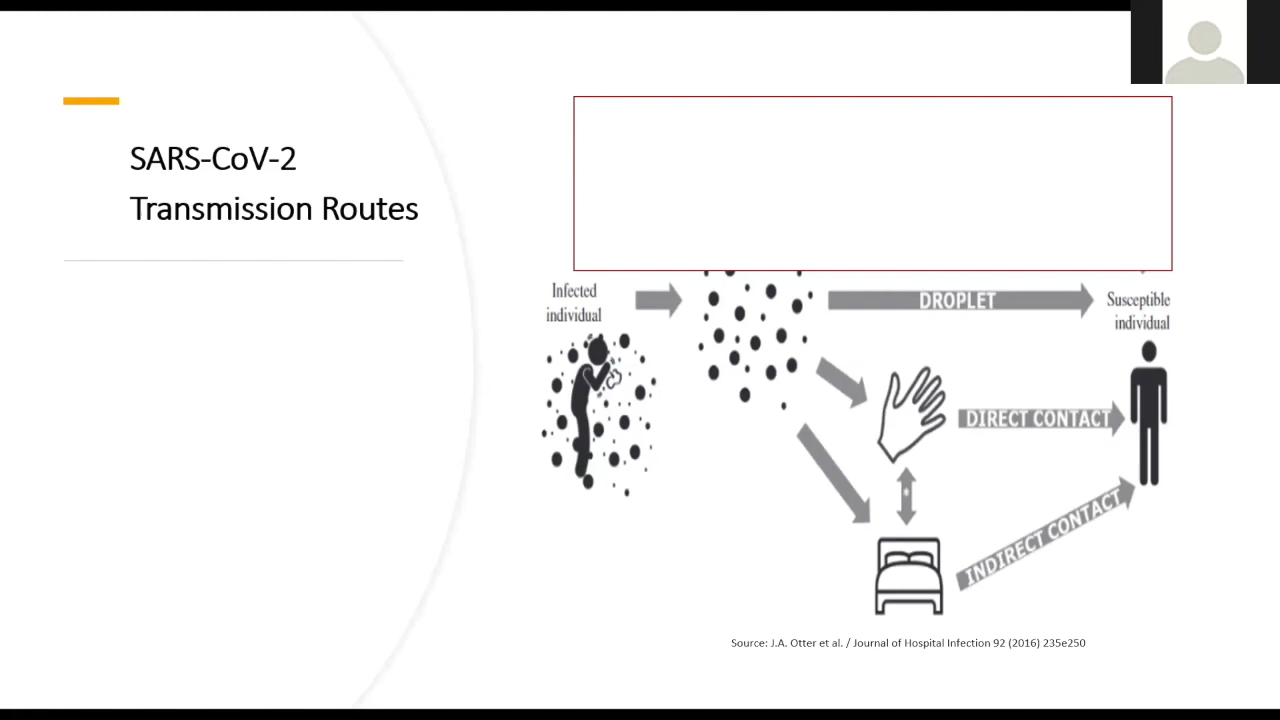 SARS-CoV-2
Transmission Routes
Infected
individual
DROPLET
Susceptible
individual
DIRECT CONTACT
*
INDIRECT CONTACT
Source: J.A. Otter et al. / Journal of Hospital Infection 92 (2016) 235e250